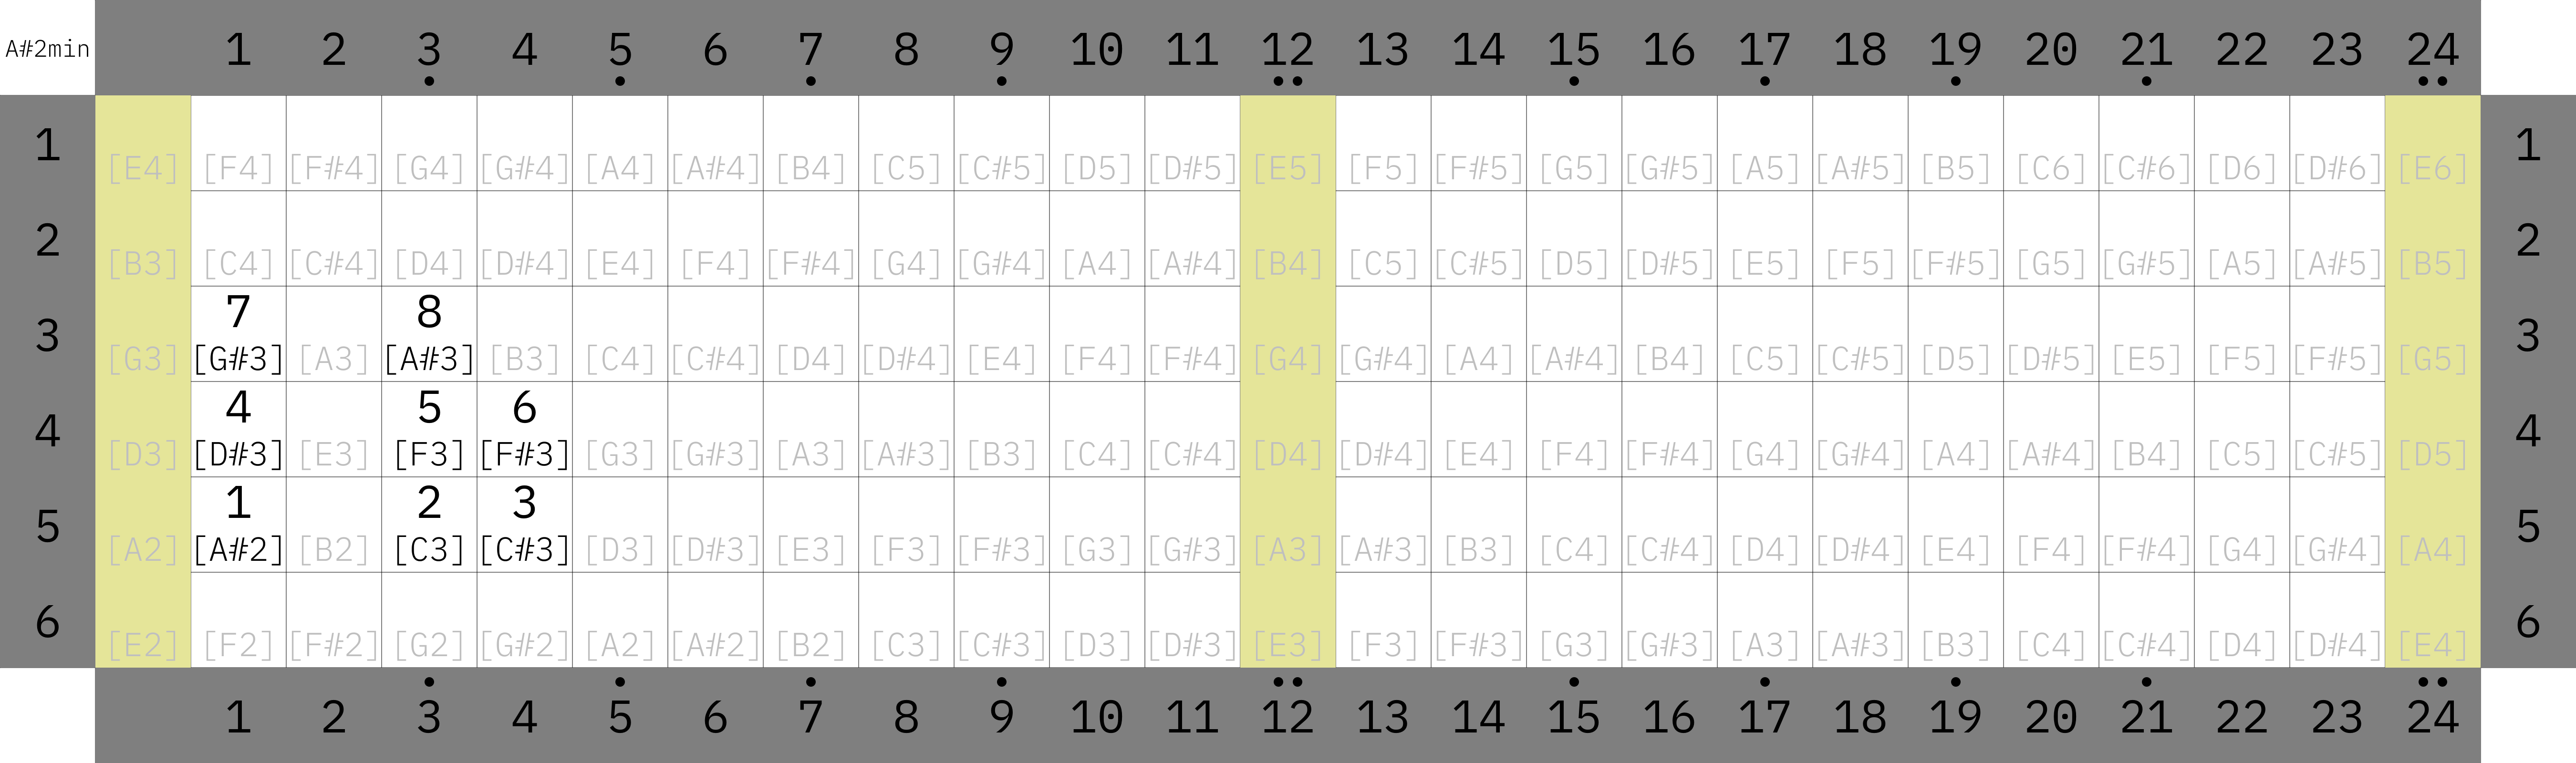 A#2min 1 2 3 4 5 6 7 8 9 10 11 12 13 14 15 16 17 18 19 20 21 22 23 24
1 [E4] [F4] [F#4] [G4] [G#4] [A4] [A#4] [B4] [C5] [C#5] [D5] [D#5] [E5] [F5] [F#5] [G5] [G#5] [A5] [A#5] [B5] [C6] [C#6] [D6] [D#6] [E6] 1
2 [B3] [C4] [C#4] [D4] [D#4] [E4] [F4] [F#4] [G4] [G#4] [A4] [A#4] [B4] [C5] [C#5] [D5] [D#5] [E5] [F5] [F#5] [G5] [G#5] [A5] [A#5] [B5] 2
7 8
3 [G3] [G#3] [A3] [A#3] [B3] [C4] [C#4] [D4] [D#4] [E4] [F4] [F#4] [G4] [G#4] [A4] [A#4] [B4] [C5] [C#5] [D5] [D#5] [E5] [F5] [F#5] [G5] 3
4 5 6
4 [D3] [D#3] [E3] [F3] [F#3] [G3] [G#3] [A3] [A#3] [B3] [C4] [C#4] [D4] [D#4] [E4] [F4] [F#4] [G4] [G#4] [A4] [A#4] [B4] [C5] [C#5] [D5] 4
1 2 3
5 [A2] [A#2] [B2] [C3] [C#3] [D3] [D#3] [E3] [F3] [F#3] [G3] [G#3] [A3] [A#3] [B3] [C4] [C#4] [D4] [D#4] [E4] [F4] [F#4] [G4] [G#4] [A4] 5
6 [E2] [F2] [F#2] [G2] [G#2] [A2] [A#2] [B2] [C3] [C#3] [D3] [D#3] [E3] [F3] [F#3] [G3] [G#3] [A3] [A#3] [B3] [C4] [C#4] [D4] [D#4] [E4] 6
1 2 3 4 5 6 7 8 9 10 11 12 13 14 15 16 17 18 19 20 21 22 23 24